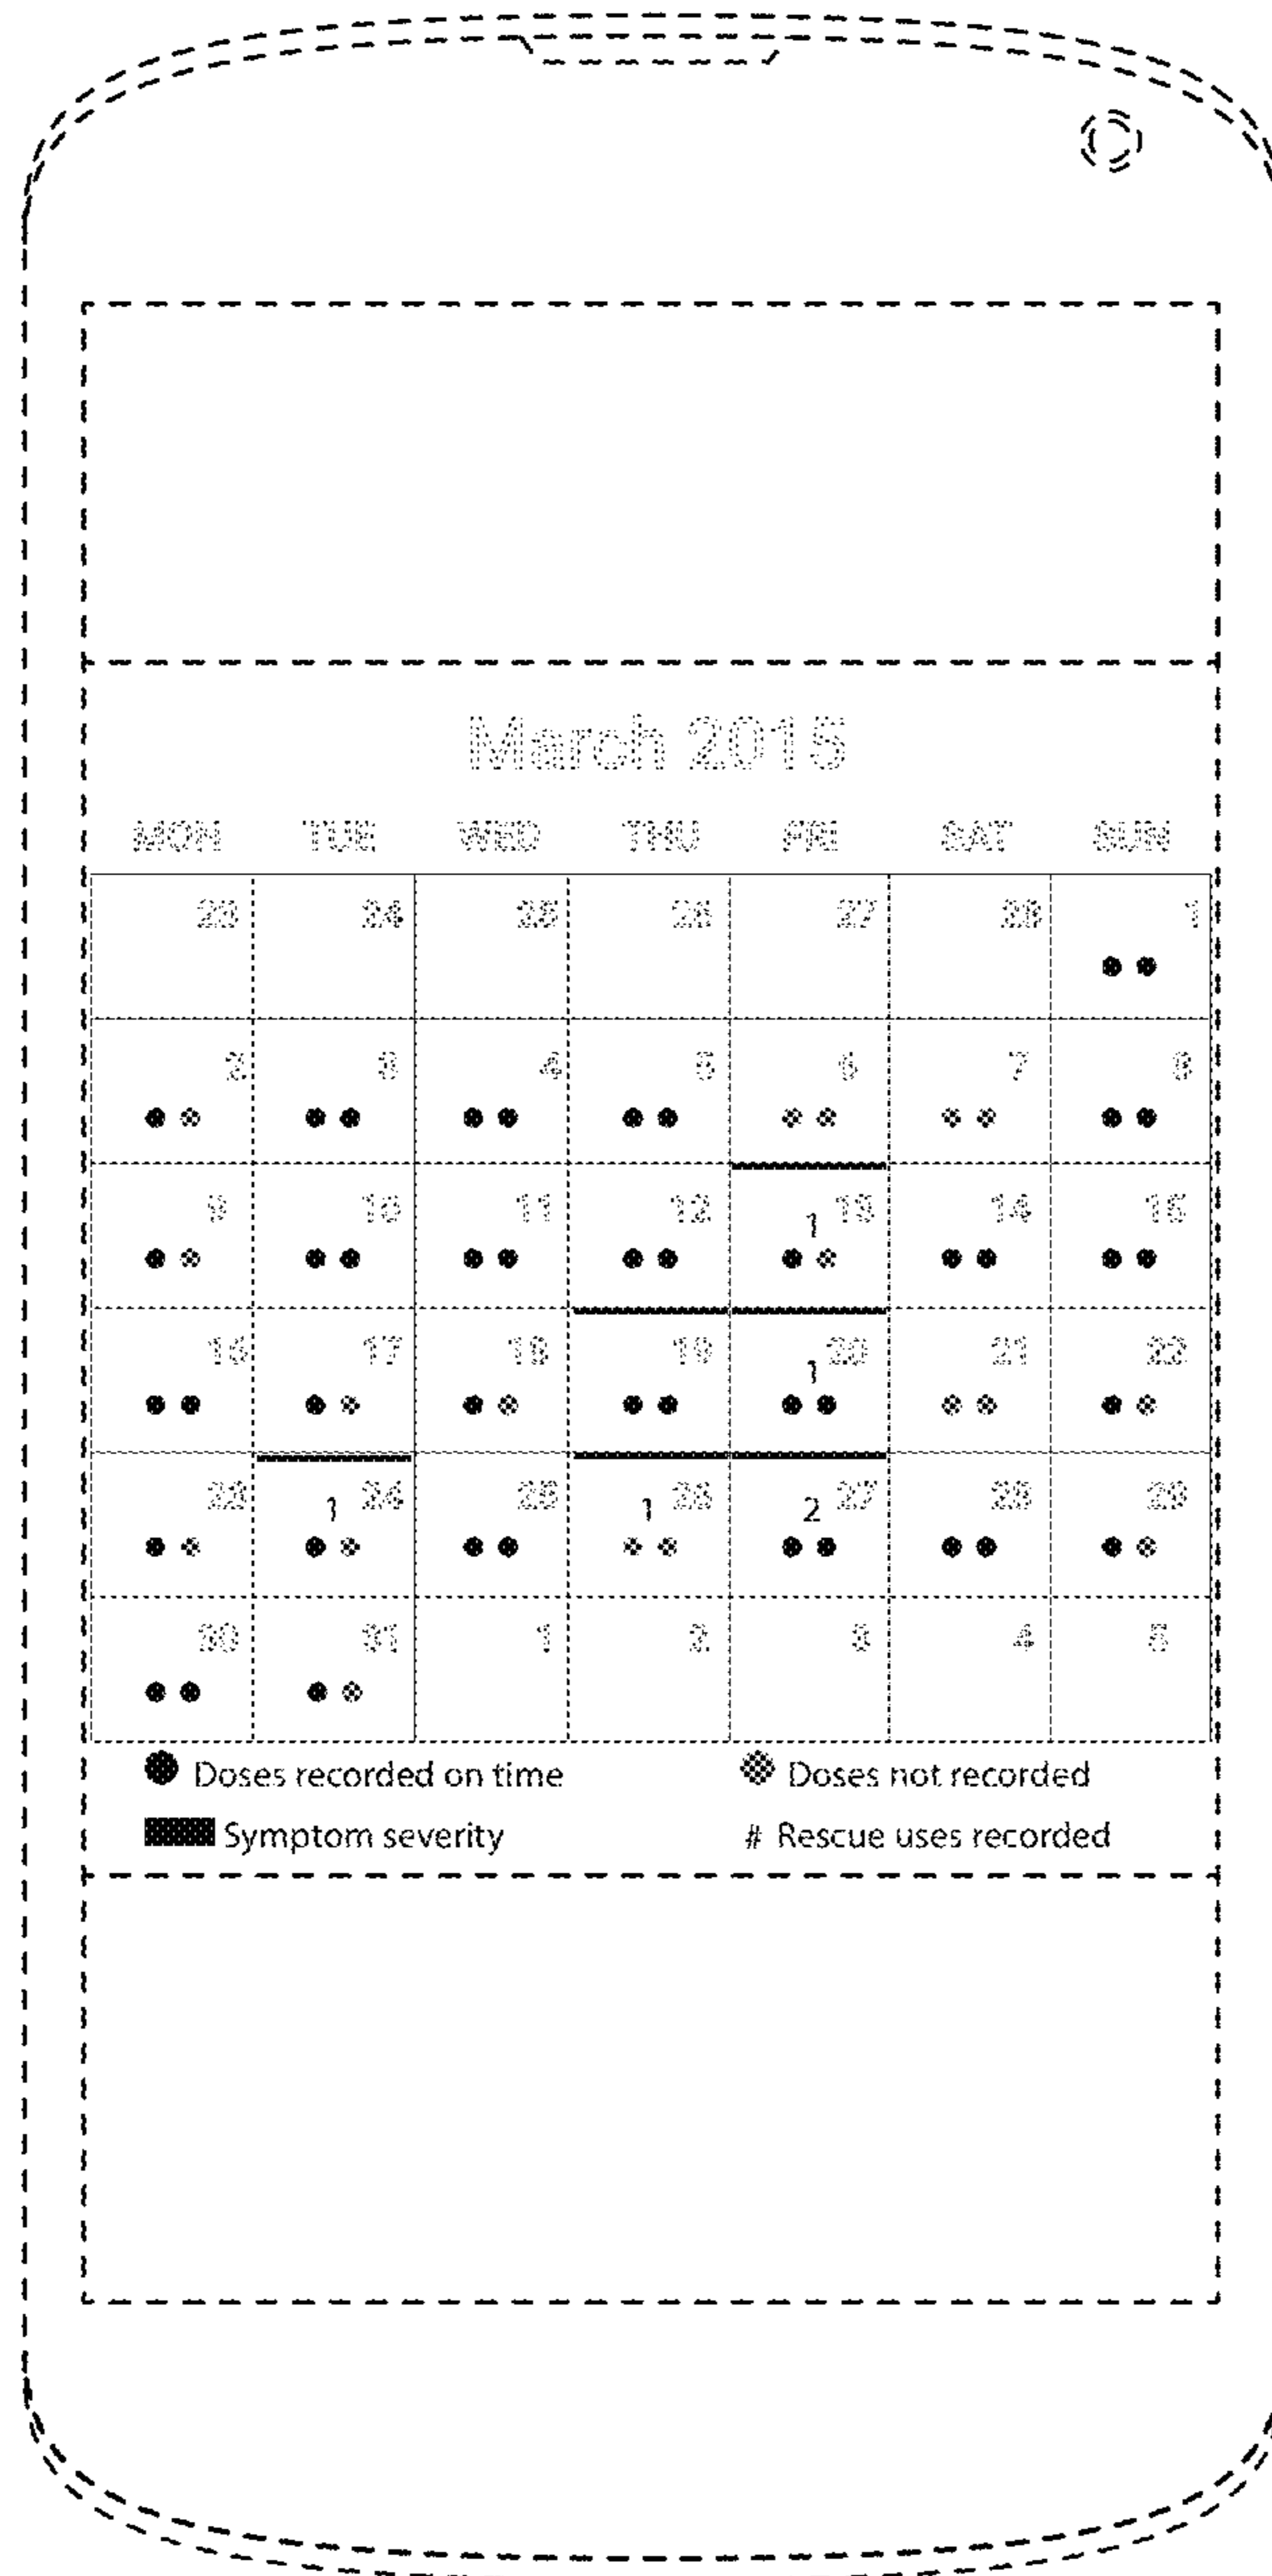 March 2015
MON TUE WED THU FRI SAT SUN
23 24 25 26 27 28 1
2 3 4 5 6 7 8
9 10 11 12 1 13 14 15
16 17 18 19 1 20 21 22
23 1 24 25 1 26 2 27 28 29
30 31 1 2 3 4 5
Doses recorded on time Doses not recorded
Symptom severity # Rescue uses recorded